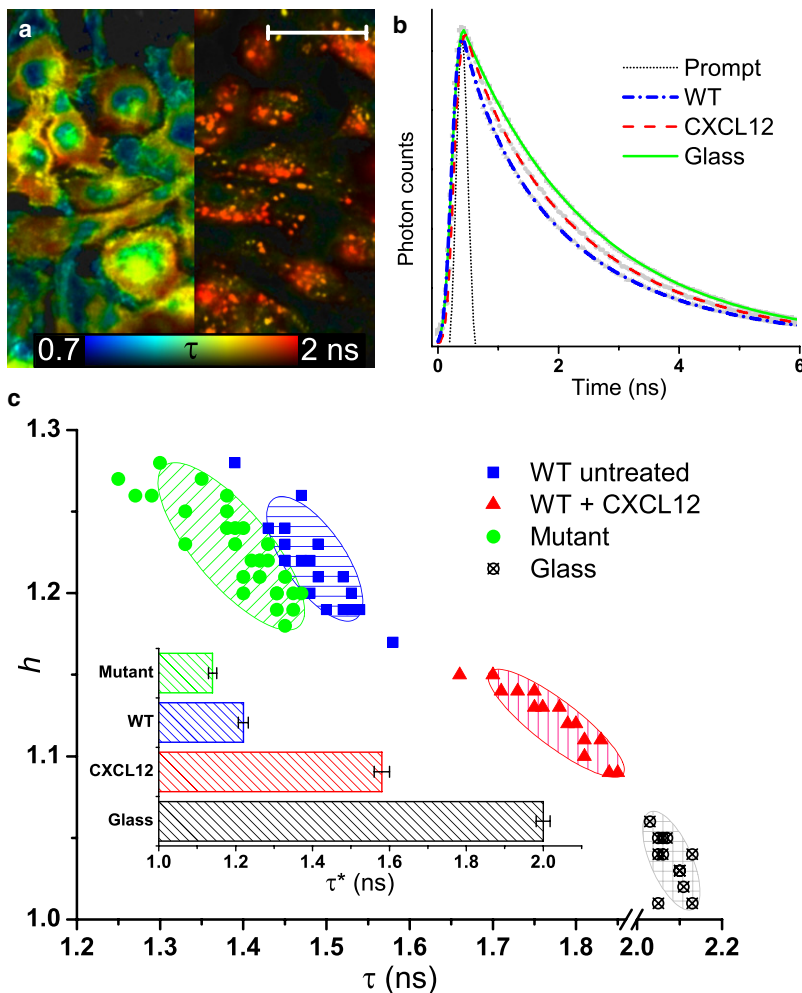 a
0.7 τ 2 ns
b
Photon counts
Prompt
WT
CXCL12
Glass
0 2 4 6
Time (ns)
c
h
1.3
1.2
1.1
1.0
WT untreated
WT + CXCL12
Mutant
Glass
Mutant
WT
CXCL12
Glass
1.0 1.2 1.4 1.6 1.8 2.0
τ* (ns)
1.2 1.3 1.4 1.5 1.6 1.7 1.8 2.0 2.2
τ (ns)